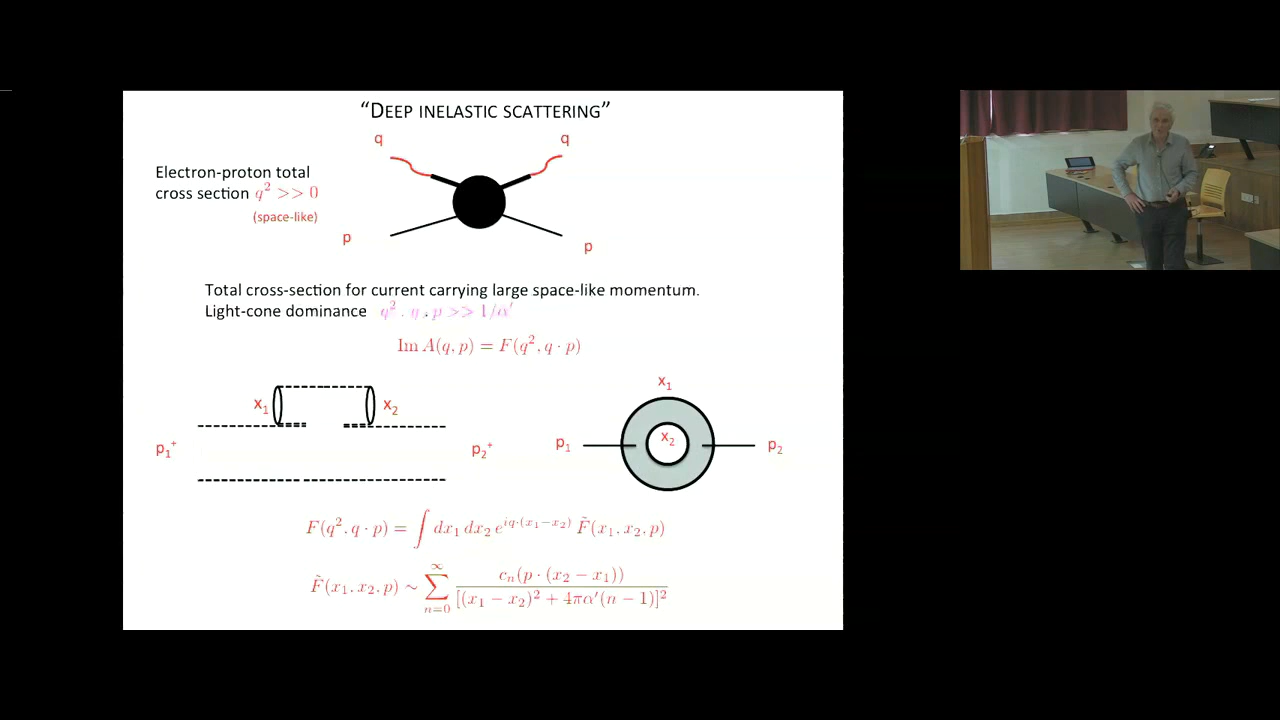 “DEEP INELASTIC SCATTERING”
q q
Electron-proton total
cross section q² >> 0
(space-like)
p p
Total cross-section for current carrying large space-like momentum.
Light-cone dominance q² , q . p >> 1/α′
Im A(q, p) = F(q², q · p)
x₁ x₂
p₁⁺ p₂⁺
x₁
p₁ x₂ p₂
F(q², q · p) = ∫ dx₁ dx₂ e^{iq·(x₁−x₂)} F̃(x₁, x₂, p)
F̃(x₁, x₂, p) ∼ ∑_{n=0}^{∞} c_n(p · (x₂ − x₁)) / [(x₁ − x₂)² + 4πα′(n − 1)]²